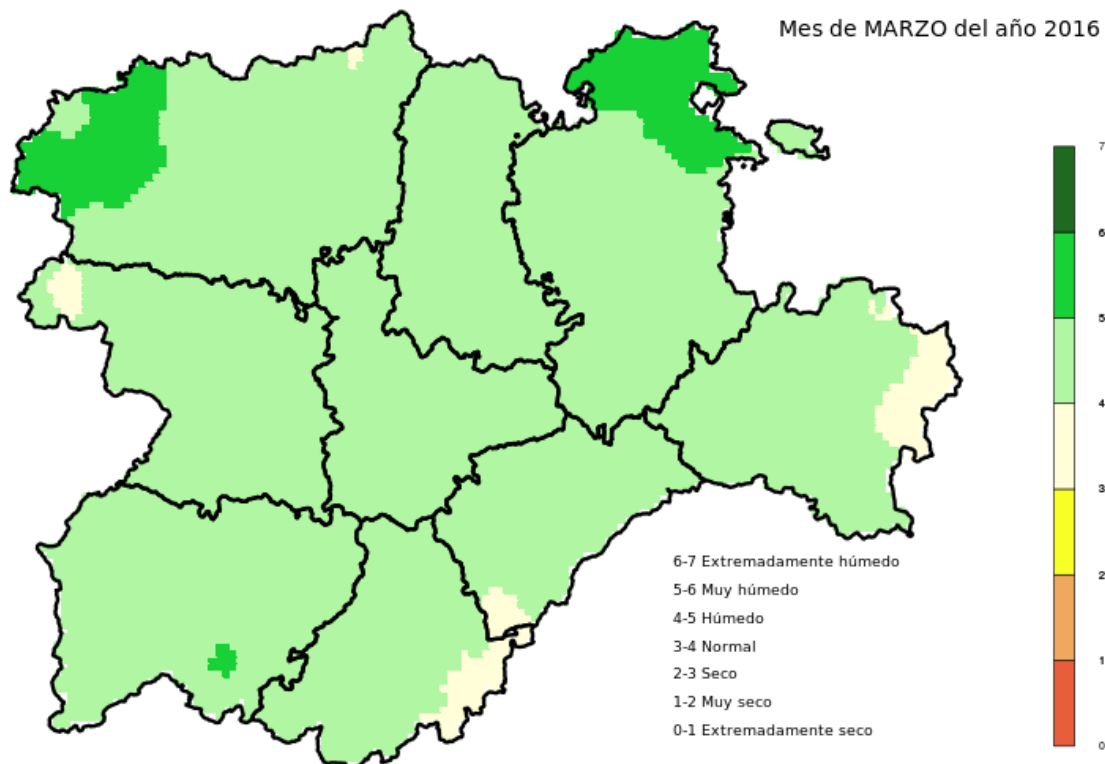 Mes de MARZO del año 2016
7
6
5
4
3
2
1
0
6-7 Extremadamente húmedo
5-6 Muy húmedo
4-5 Húmedo
3-4 Normal
2-3 Seco
1-2 Muy seco
0-1 Extremadamente seco